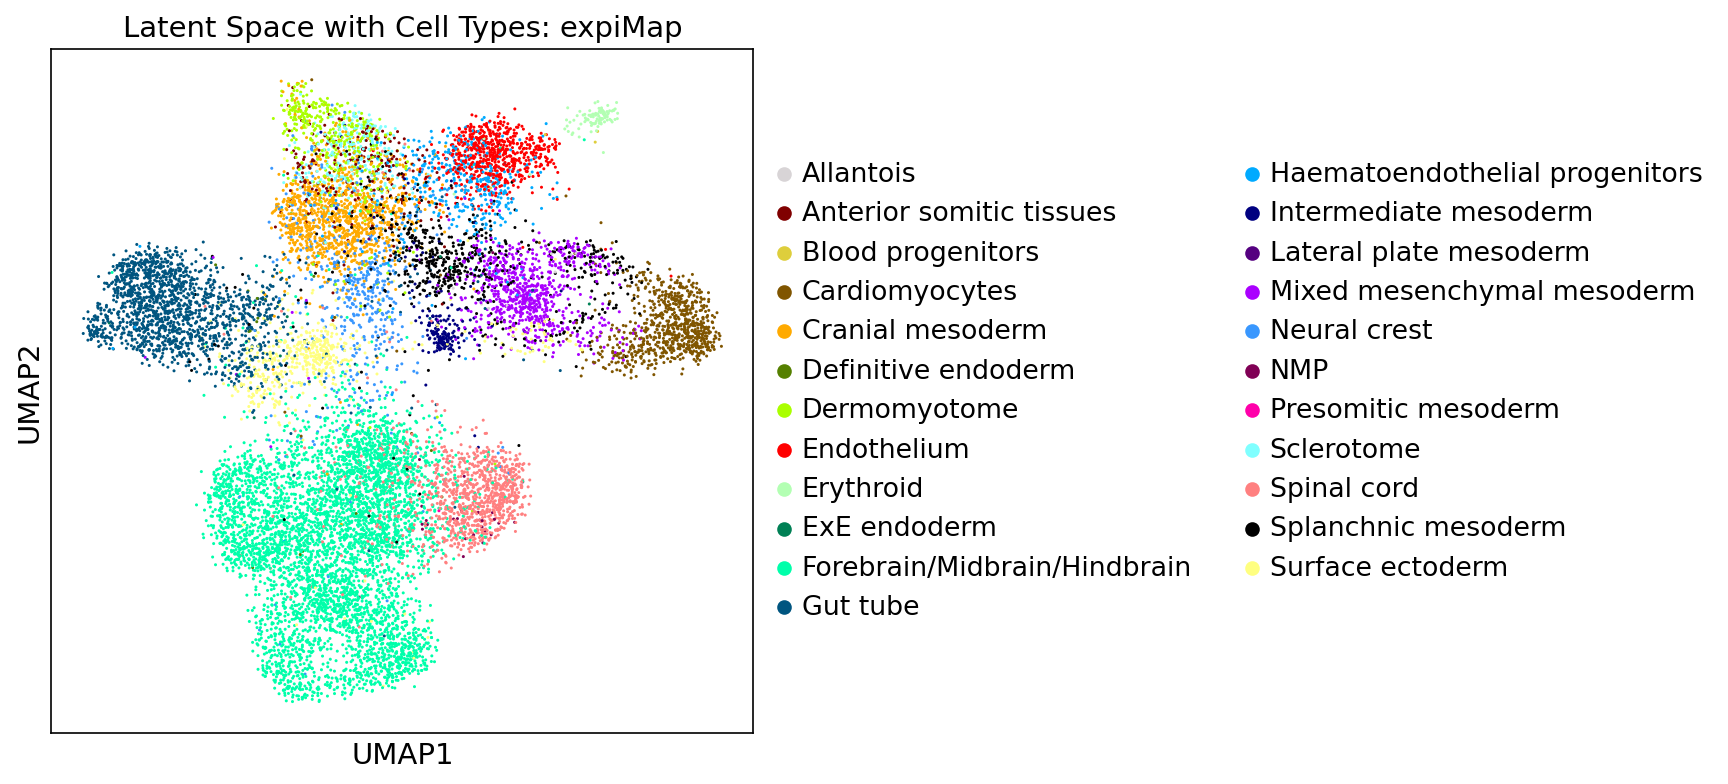 Latent Space with Cell Types: expiMap
UMAP2
UMAP1
Allantois
Anterior somitic tissues
Blood progenitors
Cardiomyocytes
Cranial mesoderm
Definitive endoderm
Dermomyotome
Endothelium
Erythroid
ExE endoderm
Forebrain/Midbrain/Hindbrain
Gut tube
Haematoendothelial progenitors
Intermediate mesoderm
Lateral plate mesoderm
Mixed mesenchymal mesoderm
Neural crest
NMP
Presomitic mesoderm
Sclerotome
Spinal cord
Splanchnic mesoderm
Surface ectoderm